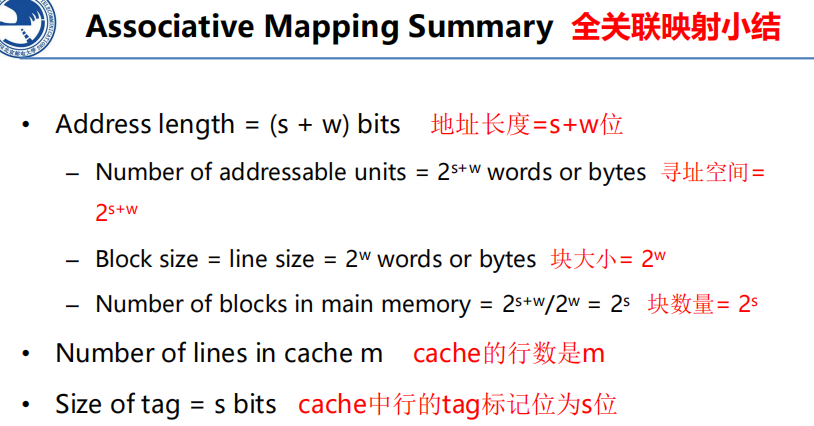 Associative Mapping Summary 全关联映射小结
• Address length = (s + w) bits 地址长度=s+w位
– Number of addressable units = 2ˢ⁺ʷ words or bytes 寻址空间=
2ˢ⁺ʷ
– Block size = line size = 2ʷ words or bytes 块大小= 2ʷ
– Number of blocks in main memory = 2ˢ⁺ʷ/2ʷ = 2ˢ 块数量= 2ˢ
• Number of lines in cache m cache的行数是m
• Size of tag = s bits cache中行的tag标记位为s位